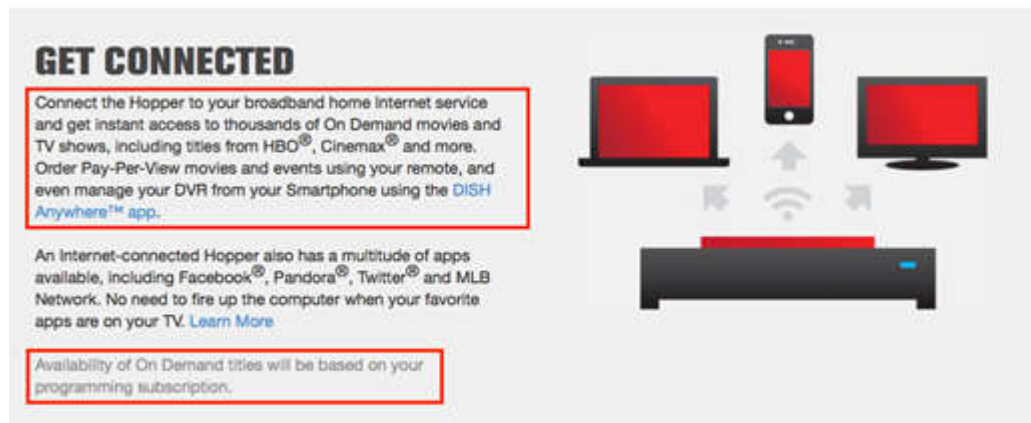 GET CONNECTED
Connect the Hopper to your broadband home Internet service
and get instant access to thousands of On Demand movies and
TV shows, including titles from HBO®, Cinemax® and more.
Order Pay-Per-View movies and events using your remote, and
even manage your DVR from your Smartphone using the DISH
Anywhere™ app.
An Internet-connected Hopper also has a multitude of apps
available, including Facebook®, Pandora®, Twitter® and MLB
Network. No need to fire up the computer when your favorite
apps are on your TV. Learn More
Availability of On Demand titles will be based on your
programming subscription.